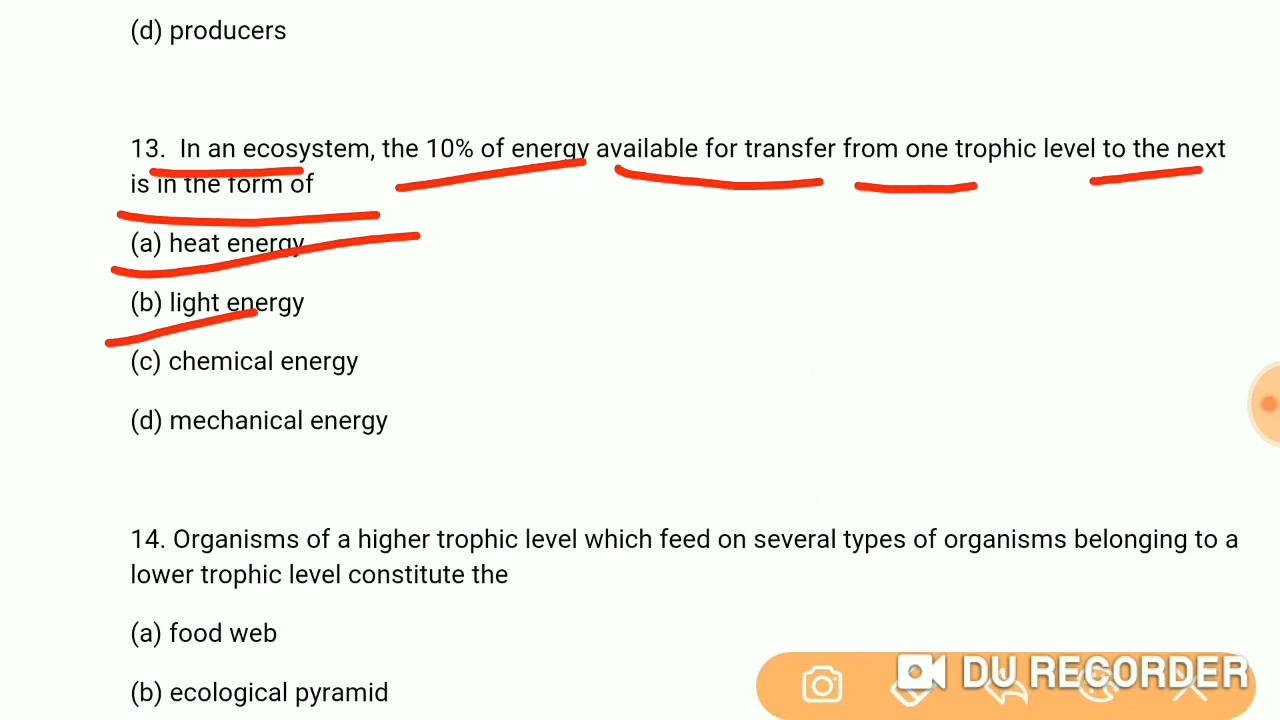 (d) producers
13. In an ecosystem, the 10% of energy available for transfer from one trophic level to the next
is in the form of
(a) heat energy
(b) light energy
(c) chemical energy
(d) mechanical energy
14. Organisms of a higher trophic level which feed on several types of organisms belonging to a
lower trophic level constitute the
(a) food web
(b) ecological pyramid
DU RECORDER